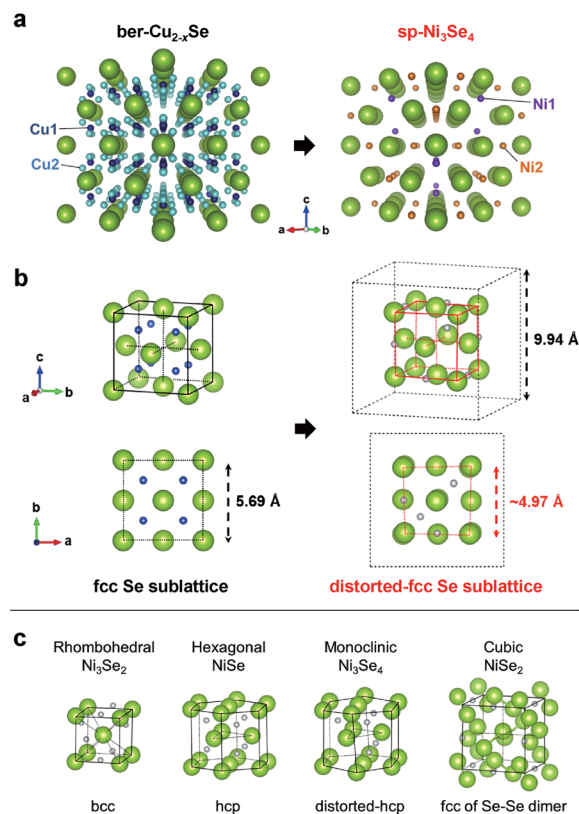 a
ber-Cu2-xSe
sp-Ni3Se4
Cu1
Cu2
Ni1
Ni2
c
a
b
b
c
b
a
9.94 Å
b
a
5.69 Å
~4.97 Å
fcc Se sublattice
distorted-fcc Se sublattice
c
Rhombohedral
Ni3Se2
Hexagonal
NiSe
Monoclinic
Ni3Se4
Cubic
NiSe2
bcc
hcp
distorted-hcp
fcc of Se-Se dimer